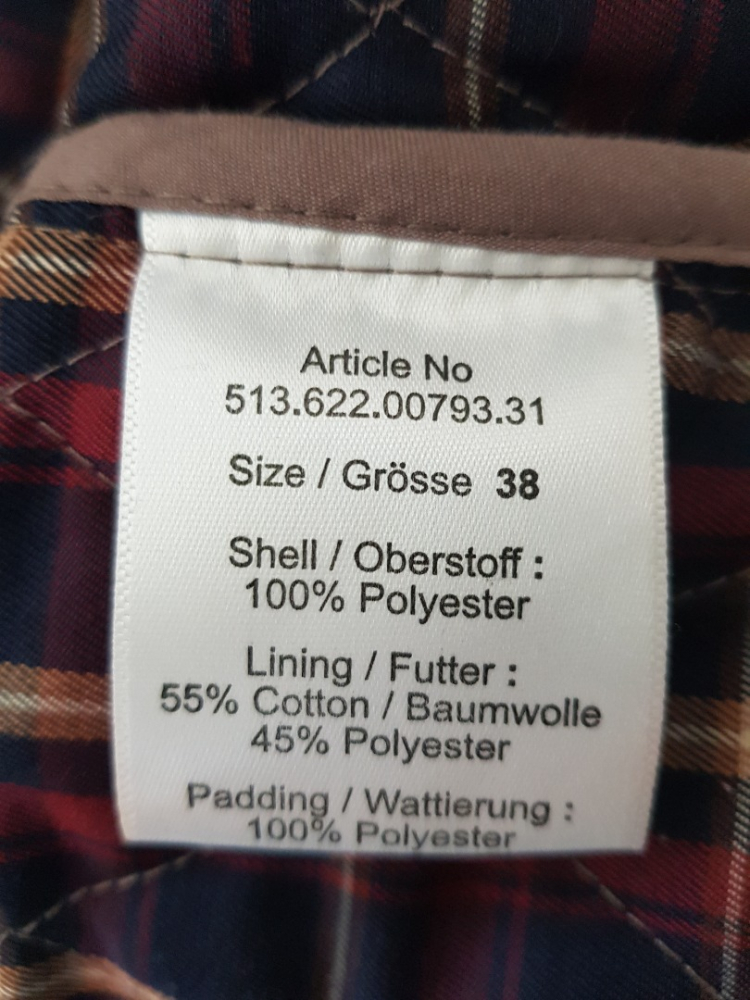 Article No
513.622.00793.31
Size / Grösse 38
Shell / Oberstoff :
100% Polyester
Lining / Futter :
55% Cotton / Baumwolle
45% Polyester
Padding / Wattierung :
100% Polyester